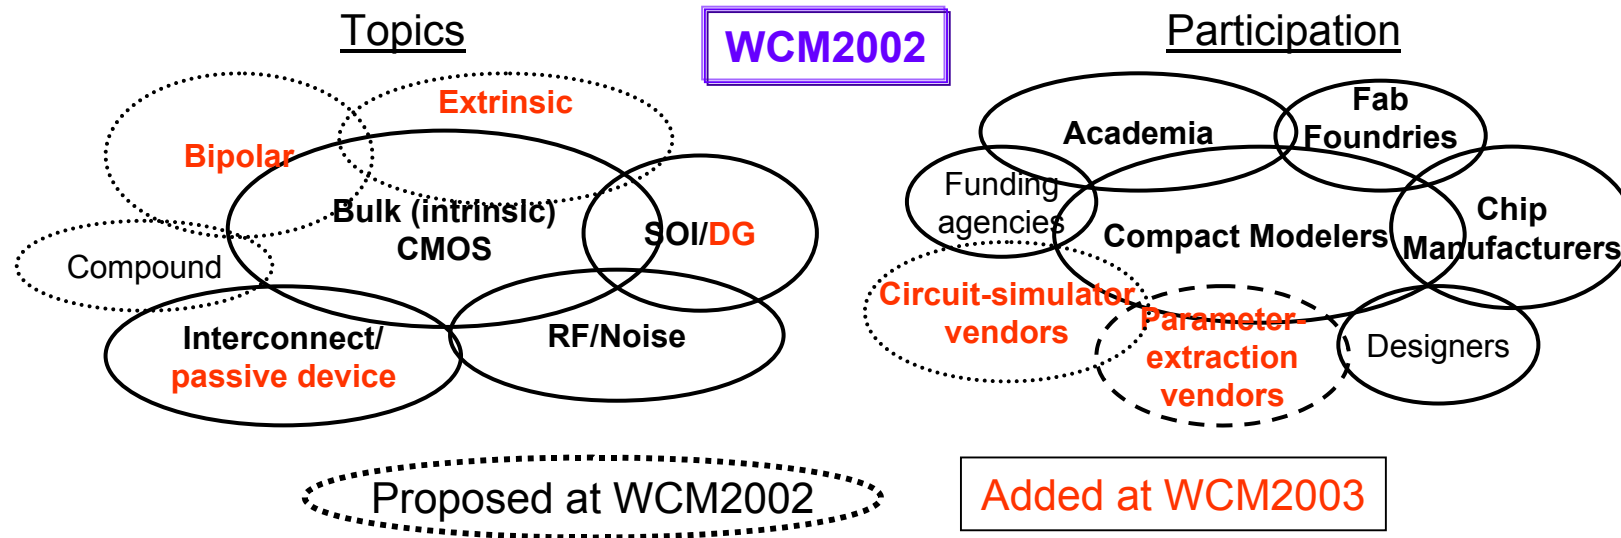 Topics
WCM2002
Participation
Extrinsic
Bipolar
Bulk (intrinsic)
CMOS
SOI/DG
Compound
Interconnect/
passive device
RF/Noise
Academia
Fab
Foundries
Funding
agencies
Compact Modelers
Chip
Manufacturers
Circuit-simulator
vendors
Parameter-
extraction
vendors
Designers
Proposed at WCM2002
Added at WCM2003